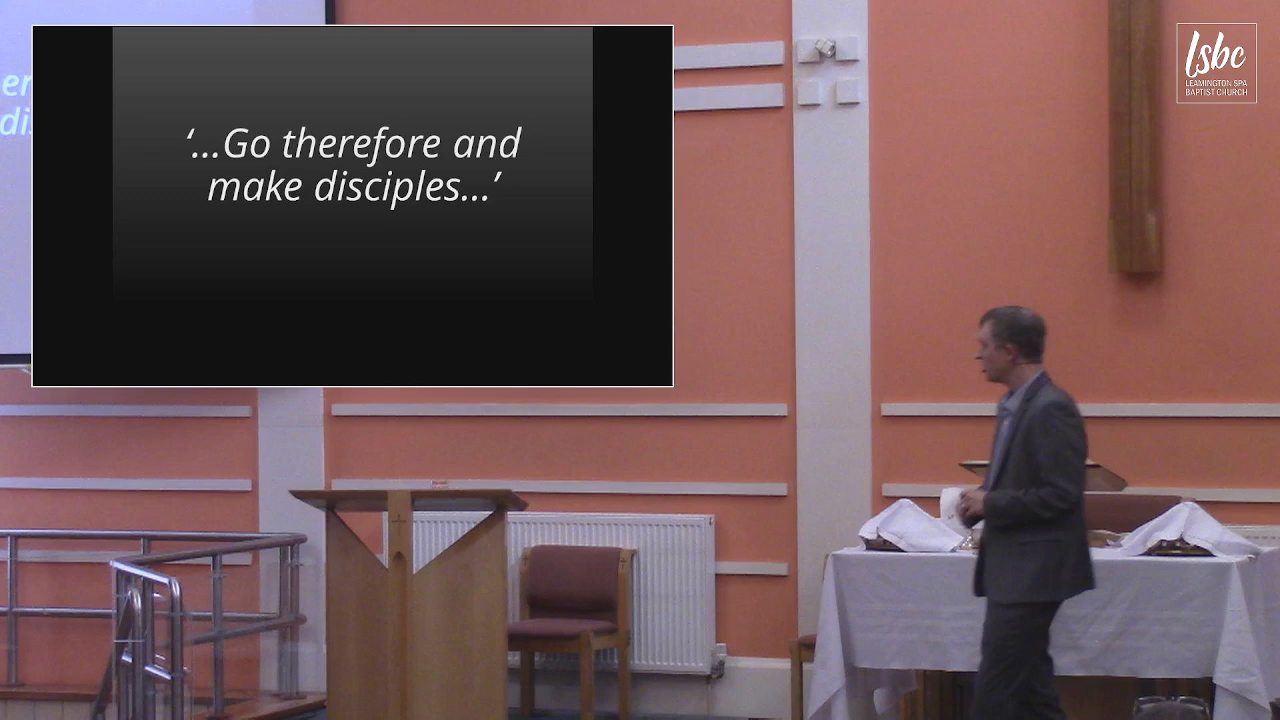 ‘...Go therefore and
make disciples...’
lsbc
LEAMINGTON SPA
BAPTIST CHURCH